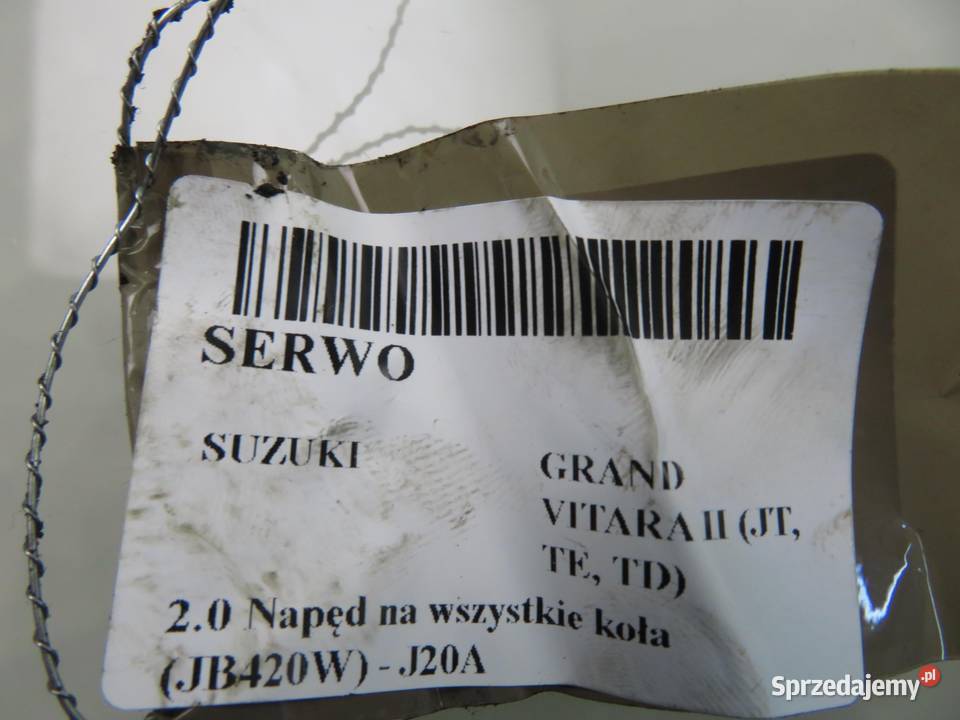 SERWO
SUZUKI
GRAND
VITARA II (JT,
TE, TD)
2.0 Napęd na wszystkie koła
(JB420W) - J20A
Sprzedajemy.pl